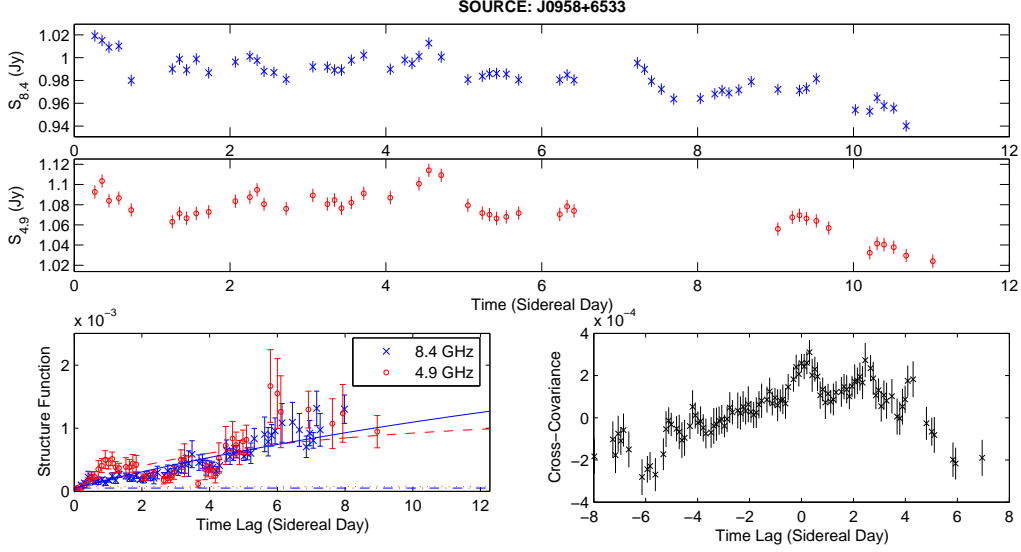 SOURCE: J0958+6533
S8.4 (Jy)
1.02
1
0.98
0.96
0.94
0 2 4 6 8 10 12
S4.9 (Jy)
1.12
1.1
1.08
1.06
1.04
1.02
0 2 4 6 8 10 12
Time (Sidereal Day)
x 10−3
Structure Function
2
1
0
8.4 GHz
4.9 GHz
0 2 4 6 8 10 12
Time Lag (Sidereal Day)
x 10−4
Cross−Covariance
4
2
0
−2
−4
−8 −6 −4 −2 0 2 4 6 8
Time Lag (Sidereal Day)